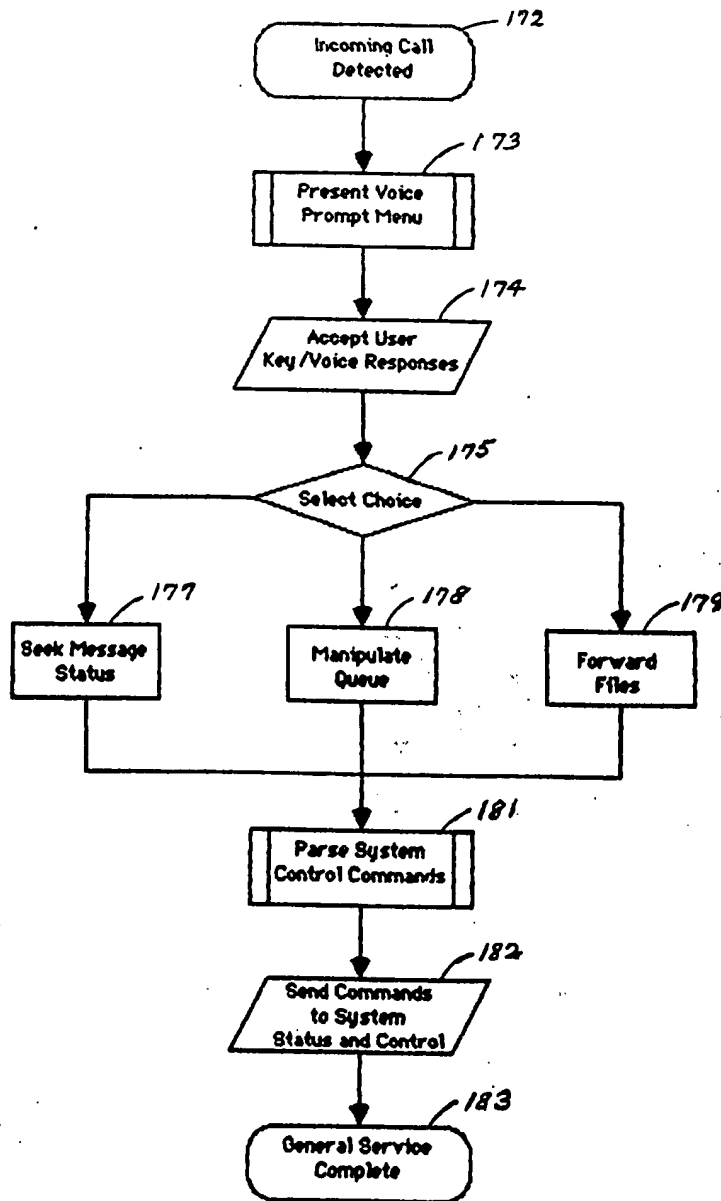 172
Incoming Call
Detected
173
Present Voice
Prompt Menu
174
Accept User
Key/Voice Responses
175
Select Choice
177
Seek Message
Status
178
Manipulate
Queue
179
Forward
Files
181
Parse System
Control Commands
182
Send Commands
to System
Status and Control
183
General Service
Complete